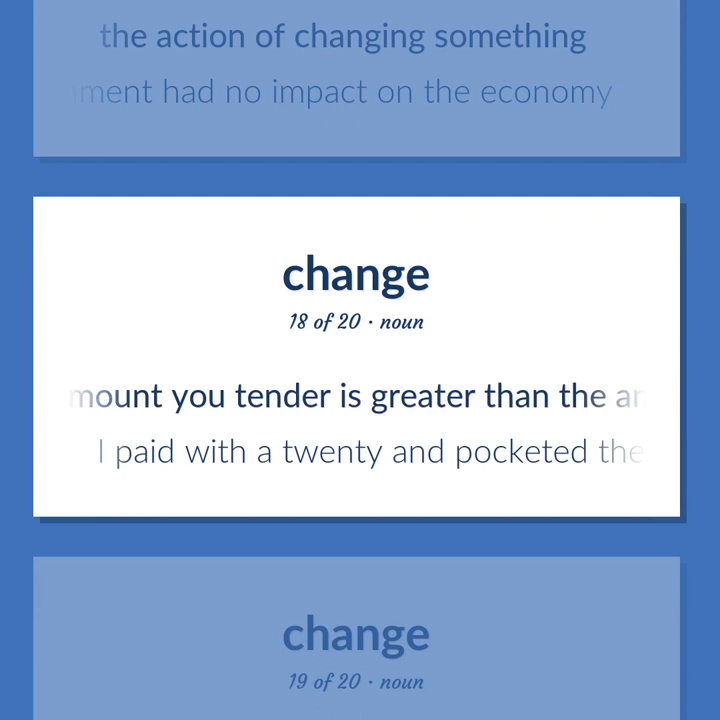 the action of changing something
ment had no impact on the economy
change
18 of 20 · noun
mount you tender is greater than the
I paid with a twenty and pocketed the
change
19 of 20 · noun